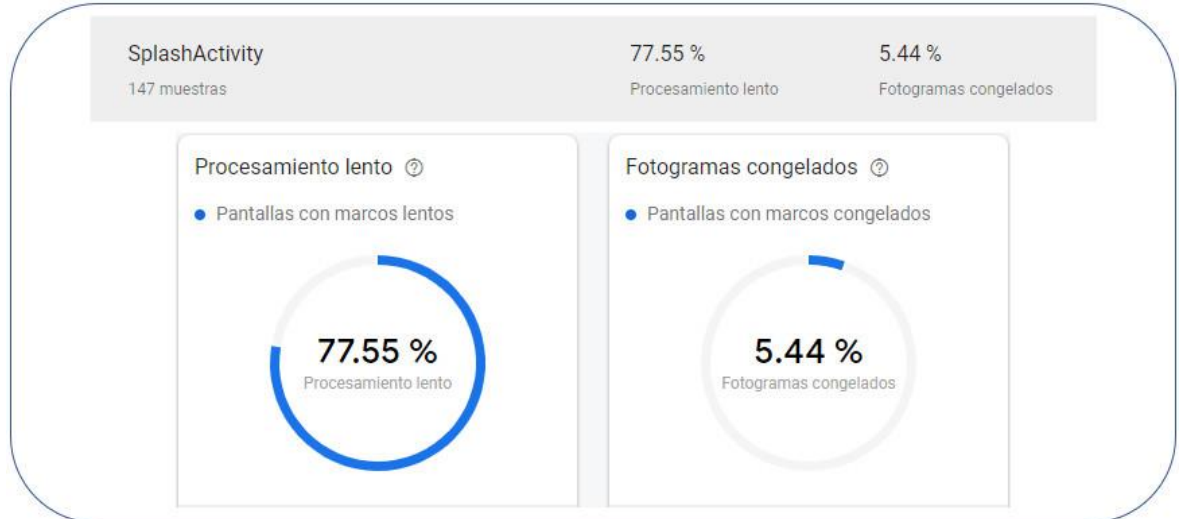 SplashActivity 77.55 % 5.44 %
147 muestras Procesamiento lento Fotogramas congelados
Procesamiento lento
Pantallas con marcos lentos
77.55 %
Procesamiento lento
Fotogramas congelados
Pantallas con marcos congelados
5.44 %
Fotogramas congelados